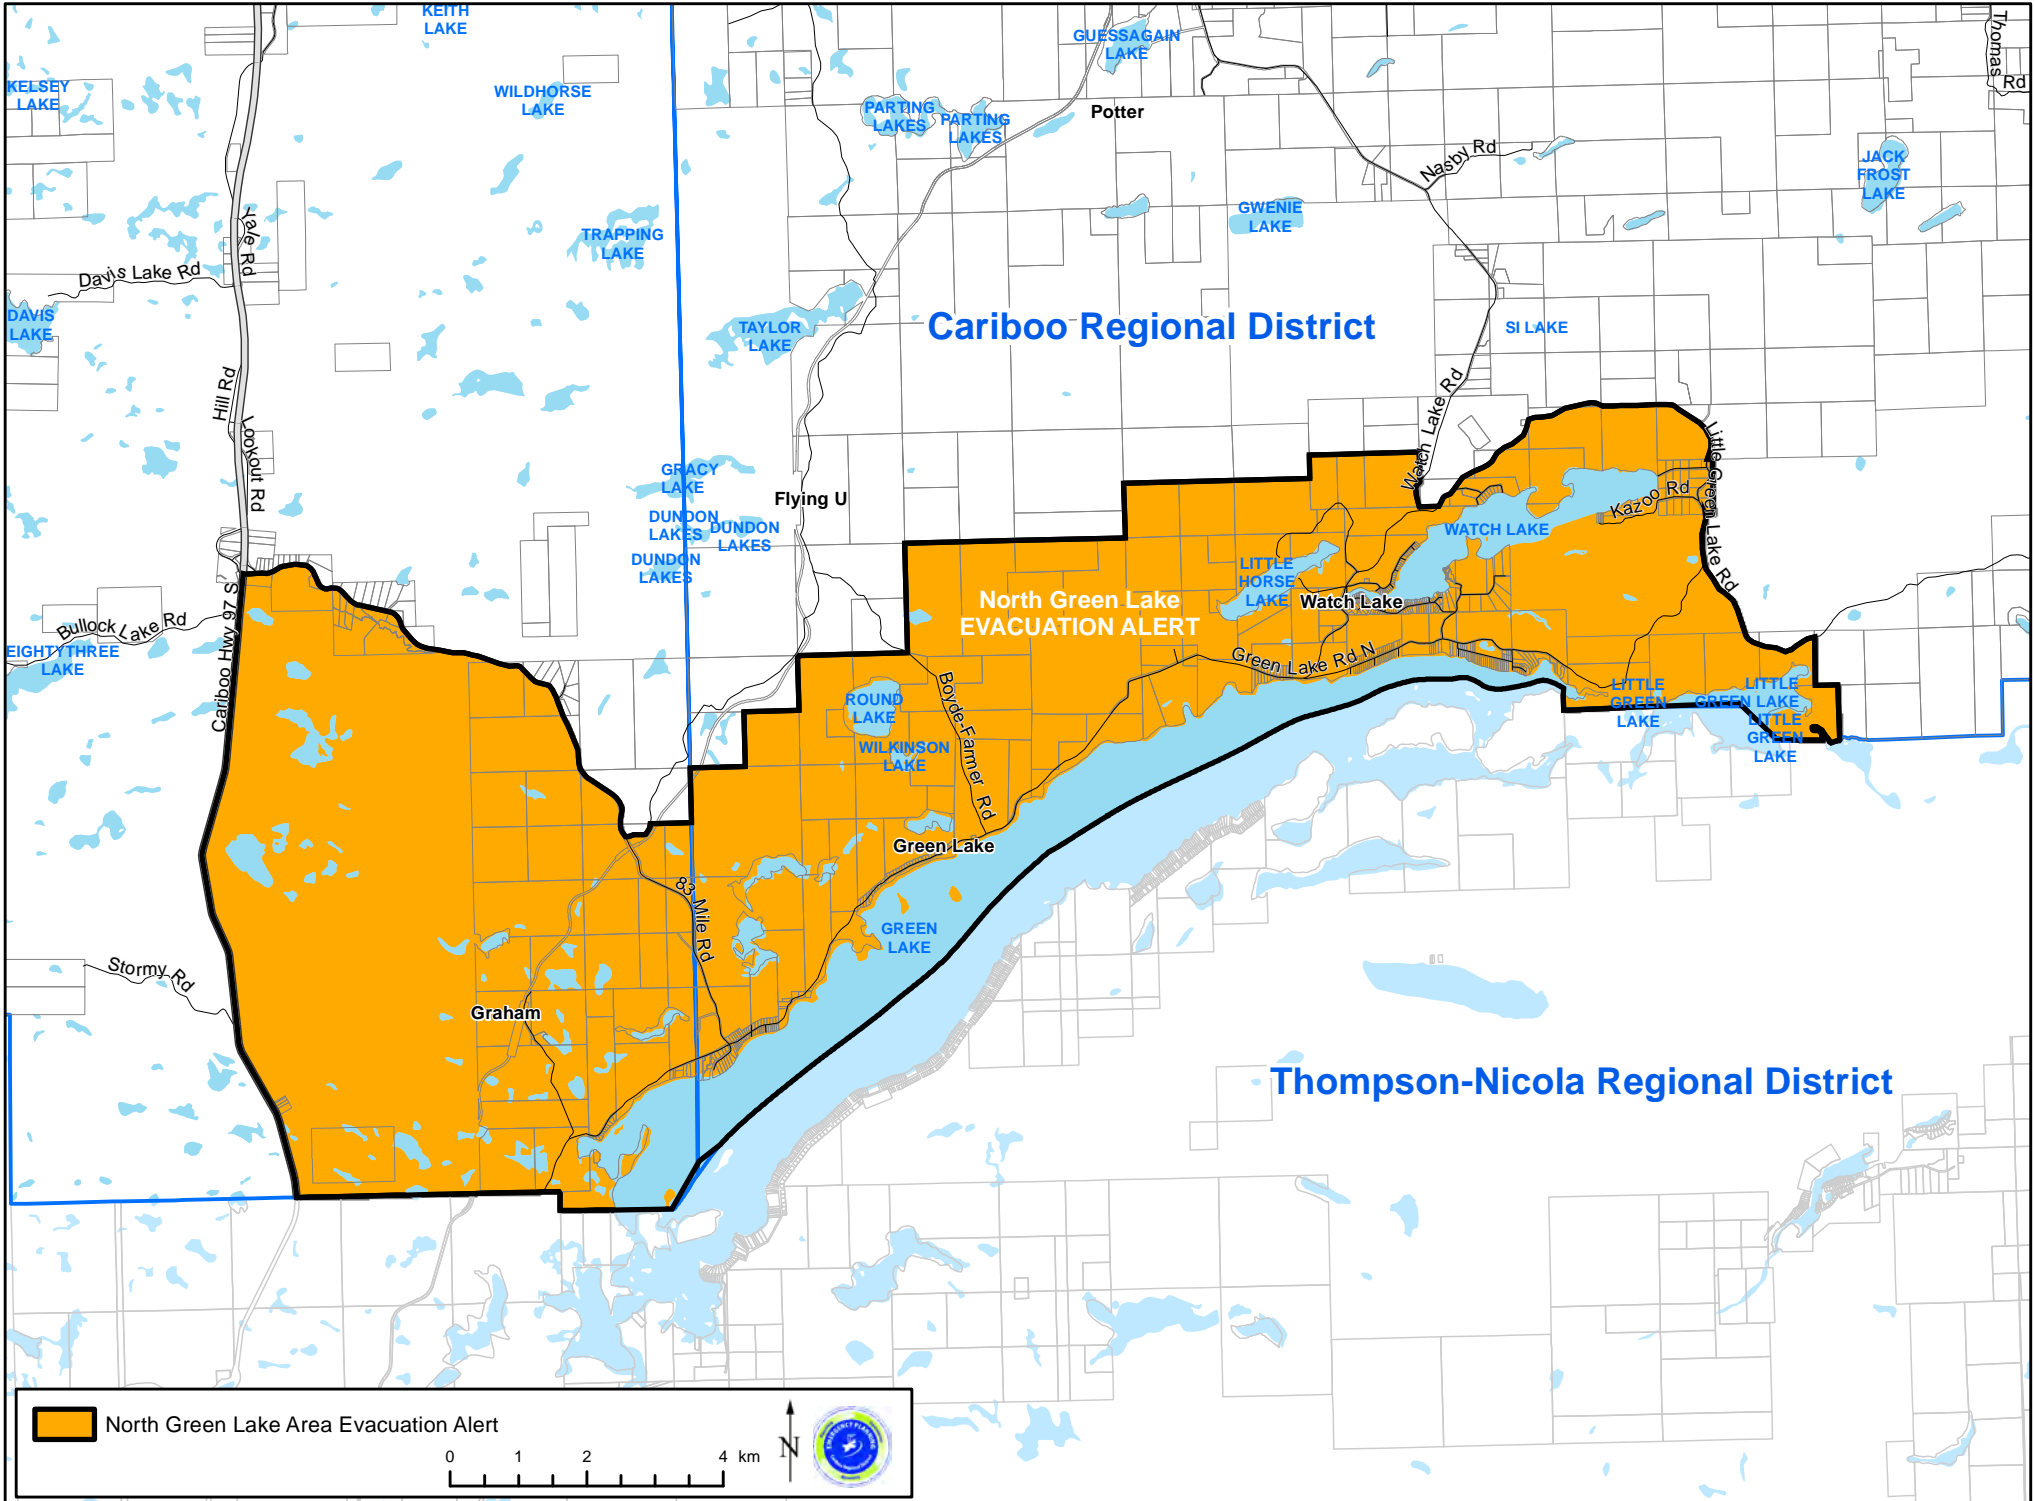 KEITH
LAKE
GUESSAGAIN
LAKE
Thomas
Rd
KELSEY
LAKE
WILDHORSE
LAKE
PARTING
LAKES
PARTING
LAKES
Potter
Nasby Rd
JACK
FROST
LAKE
GWENIE
LAKE
TRAPPING
LAKE
Yale Rd
Davis Lake Rd
DAVIS
LAKE
TAYLOR
LAKE
Cariboo Regional District
SI LAKE
Hill Rd
Lookout Rd
Watch Lake Rd
Little Green Lake Rd
GRACY
LAKE
Flying U
DUNDON
LAKES
DUNDON
LAKES
DUNDON
LAKES
Kazoo Rd
WATCH LAKE
LITTLE
HORSE
LAKE
Watch Lake
North Green Lake
EVACUATION ALERT
Bullock Lake Rd
EIGHTYTHREE
LAKE
Cariboo Hwy 97 S
Green Lake Rd N
ROUND
LAKE
Boyde-Farmer Rd
WILKINSON
LAKE
LITTLE
GREEN
LAKE
LITTLE
GREEN LAKE
LITTLE
GREEN
LAKE
Green Lake
83 Mile Rd
GREEN
LAKE
Stormy Rd
Graham
Thompson-Nicola Regional District
North Green Lake Area Evacuation Alert
0 1 2 4 km
N
EMERGENCY PLANNING